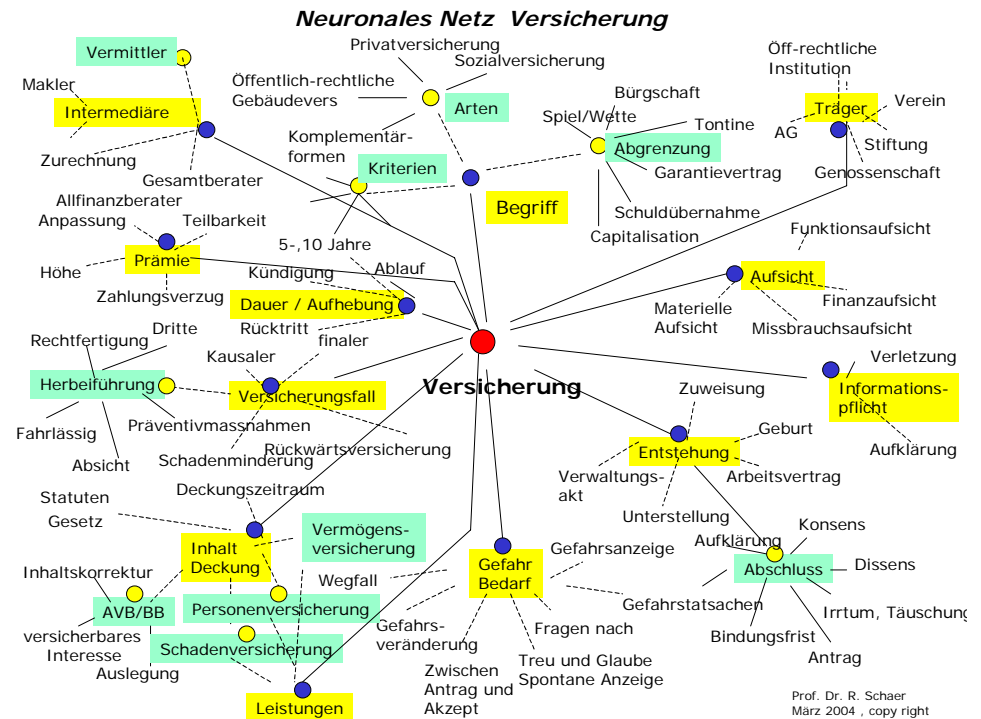 Neuronales Netz Versicherung
Vermittler
Makler
Intermediäre
Zurechnung
Gesamtberater
Allfinanzberater
Privatversicherung
Sozialversicherung
Öffentlich-rechtliche
Gebäudevers
Arten
Komplementär-
formen
Kriterien
Begriff
Bürgschaft
Spiel/Wette
Tontine
Abgrenzung
Garantievertrag
Schuldübernahme
Capitalisation
Öff-rechtliche
Institution
Träger
Verein
AG
Stiftung
Genossenschaft
Funktionsaufsicht
Aufsicht
Finanzaufsicht
Materielle
Aufsicht
Missbrauchsaufsicht
Anpassung
Teilbarkeit
Prämie
Höhe
Zahlungsverzug
5-,10 Jahre
Kündigung
Ablauf
Dauer / Aufhebung
Rücktritt
finaler
Kausaler
Versicherungsfall
Dritte
Rechtfertigung
Herbeiführung
Präventivmassnahmen
Fahrlässig
Absicht
Schadenminderung
Rückwärtsversicherung
Versicherung
Verletzung
Informations-
pflicht
Aufklärung
Zuweisung
Geburt
Entstehung
Arbeitsvertrag
Verwaltungs-
akt
Unterstellung
Aufklärung
Konsens
Abschluss
Dissens
Irrtum, Täuschung
Bindungsfrist
Antrag
Deckungszeitraum
Statuten
Gesetz
Inhalt
Deckung
Vermögens-
versicherung
Inhaltskorrektur
AVB/BB
Personenversicherung
versicherbares
Interesse
Schadenversicherung
Auslegung
Leistungen
Wegfall
Gefahr
Bedarf
Gefahrsanzeige
Gefahrstatsachen
Gefahrs-
veränderung
Fragen nach
Treu und Glaube
Spontane Anzeige
Zwischen
Antrag und
Akzept
Prof. Dr. R. Schaer
März 2004 , copy right